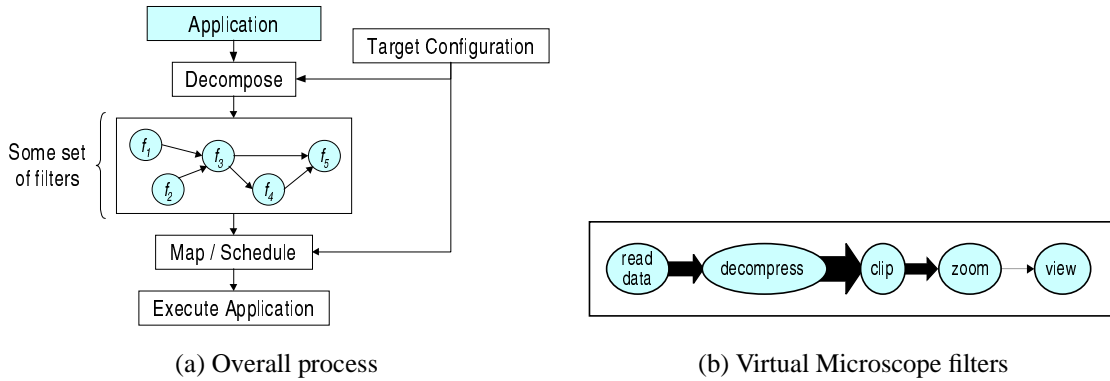 Application
Target Configuration
Decompose
Some set
of filters
f1
f2
f3
f4
f5
Map / Schedule
Execute Application
(a) Overall process
read
data
decompress
clip
zoom
view
(b) Virtual Microscope filters